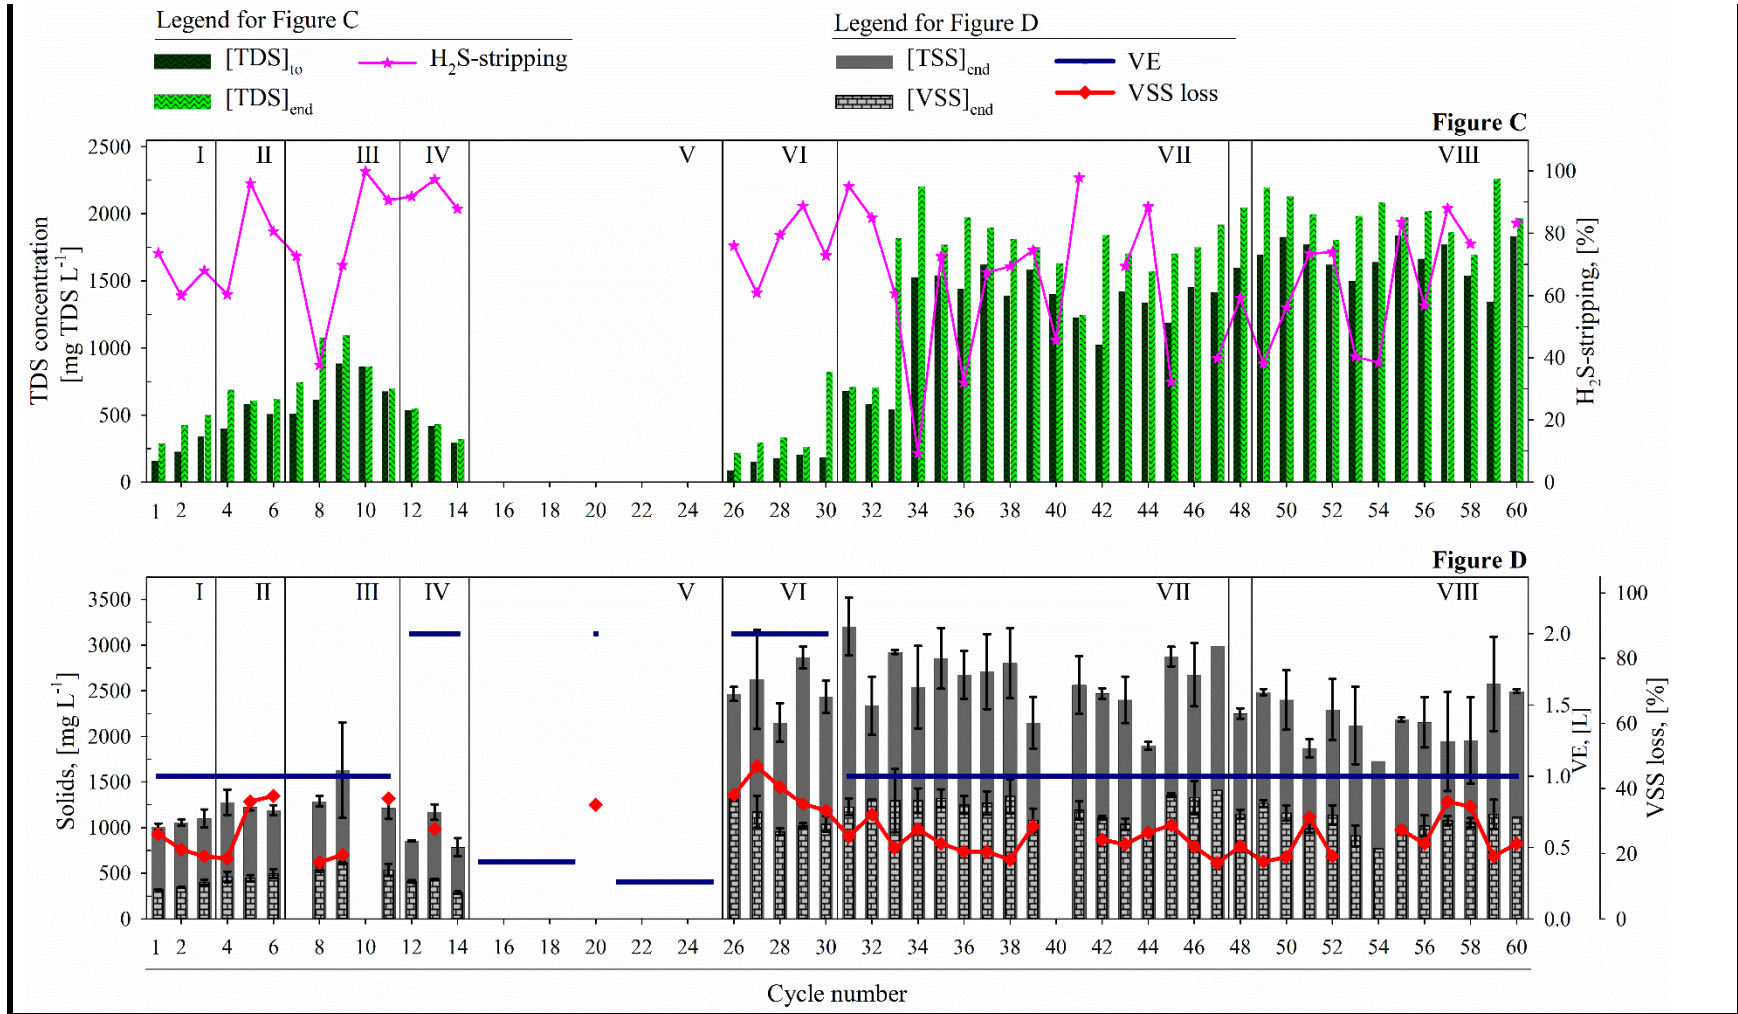 Legend for Figure C
[TDS]to
H2S-stripping
[TDS]end
Legend for Figure D
[TSS]end
VE
[VSS]end
VSS loss
Figure C
I II III IV V VI VII VIII
TDS concentration
[mg TDS L-1]
2500
2000
1500
1000
500
0
100
80
60
40
20
0
H2S-stripping, [%]
1 2 4 6 8 10 12 14 16 18 20 22 24 26 28 30 32 34 36 38 40 42 44 46 48 50 52 54 56 58 60
Figure D
I II III IV V VI VII VIII
Solids, [mg L-1]
3500
3000
2500
2000
1500
1000
500
0
2.0
1.5
1.0
0.5
0.0
VE, [L]
100
80
60
40
20
0
VSS loss, [%]
1 2 4 6 8 10 12 14 16 18 20 22 24 26 28 30 32 34 36 38 40 42 44 46 48 50 52 54 56 58 60
Cycle number